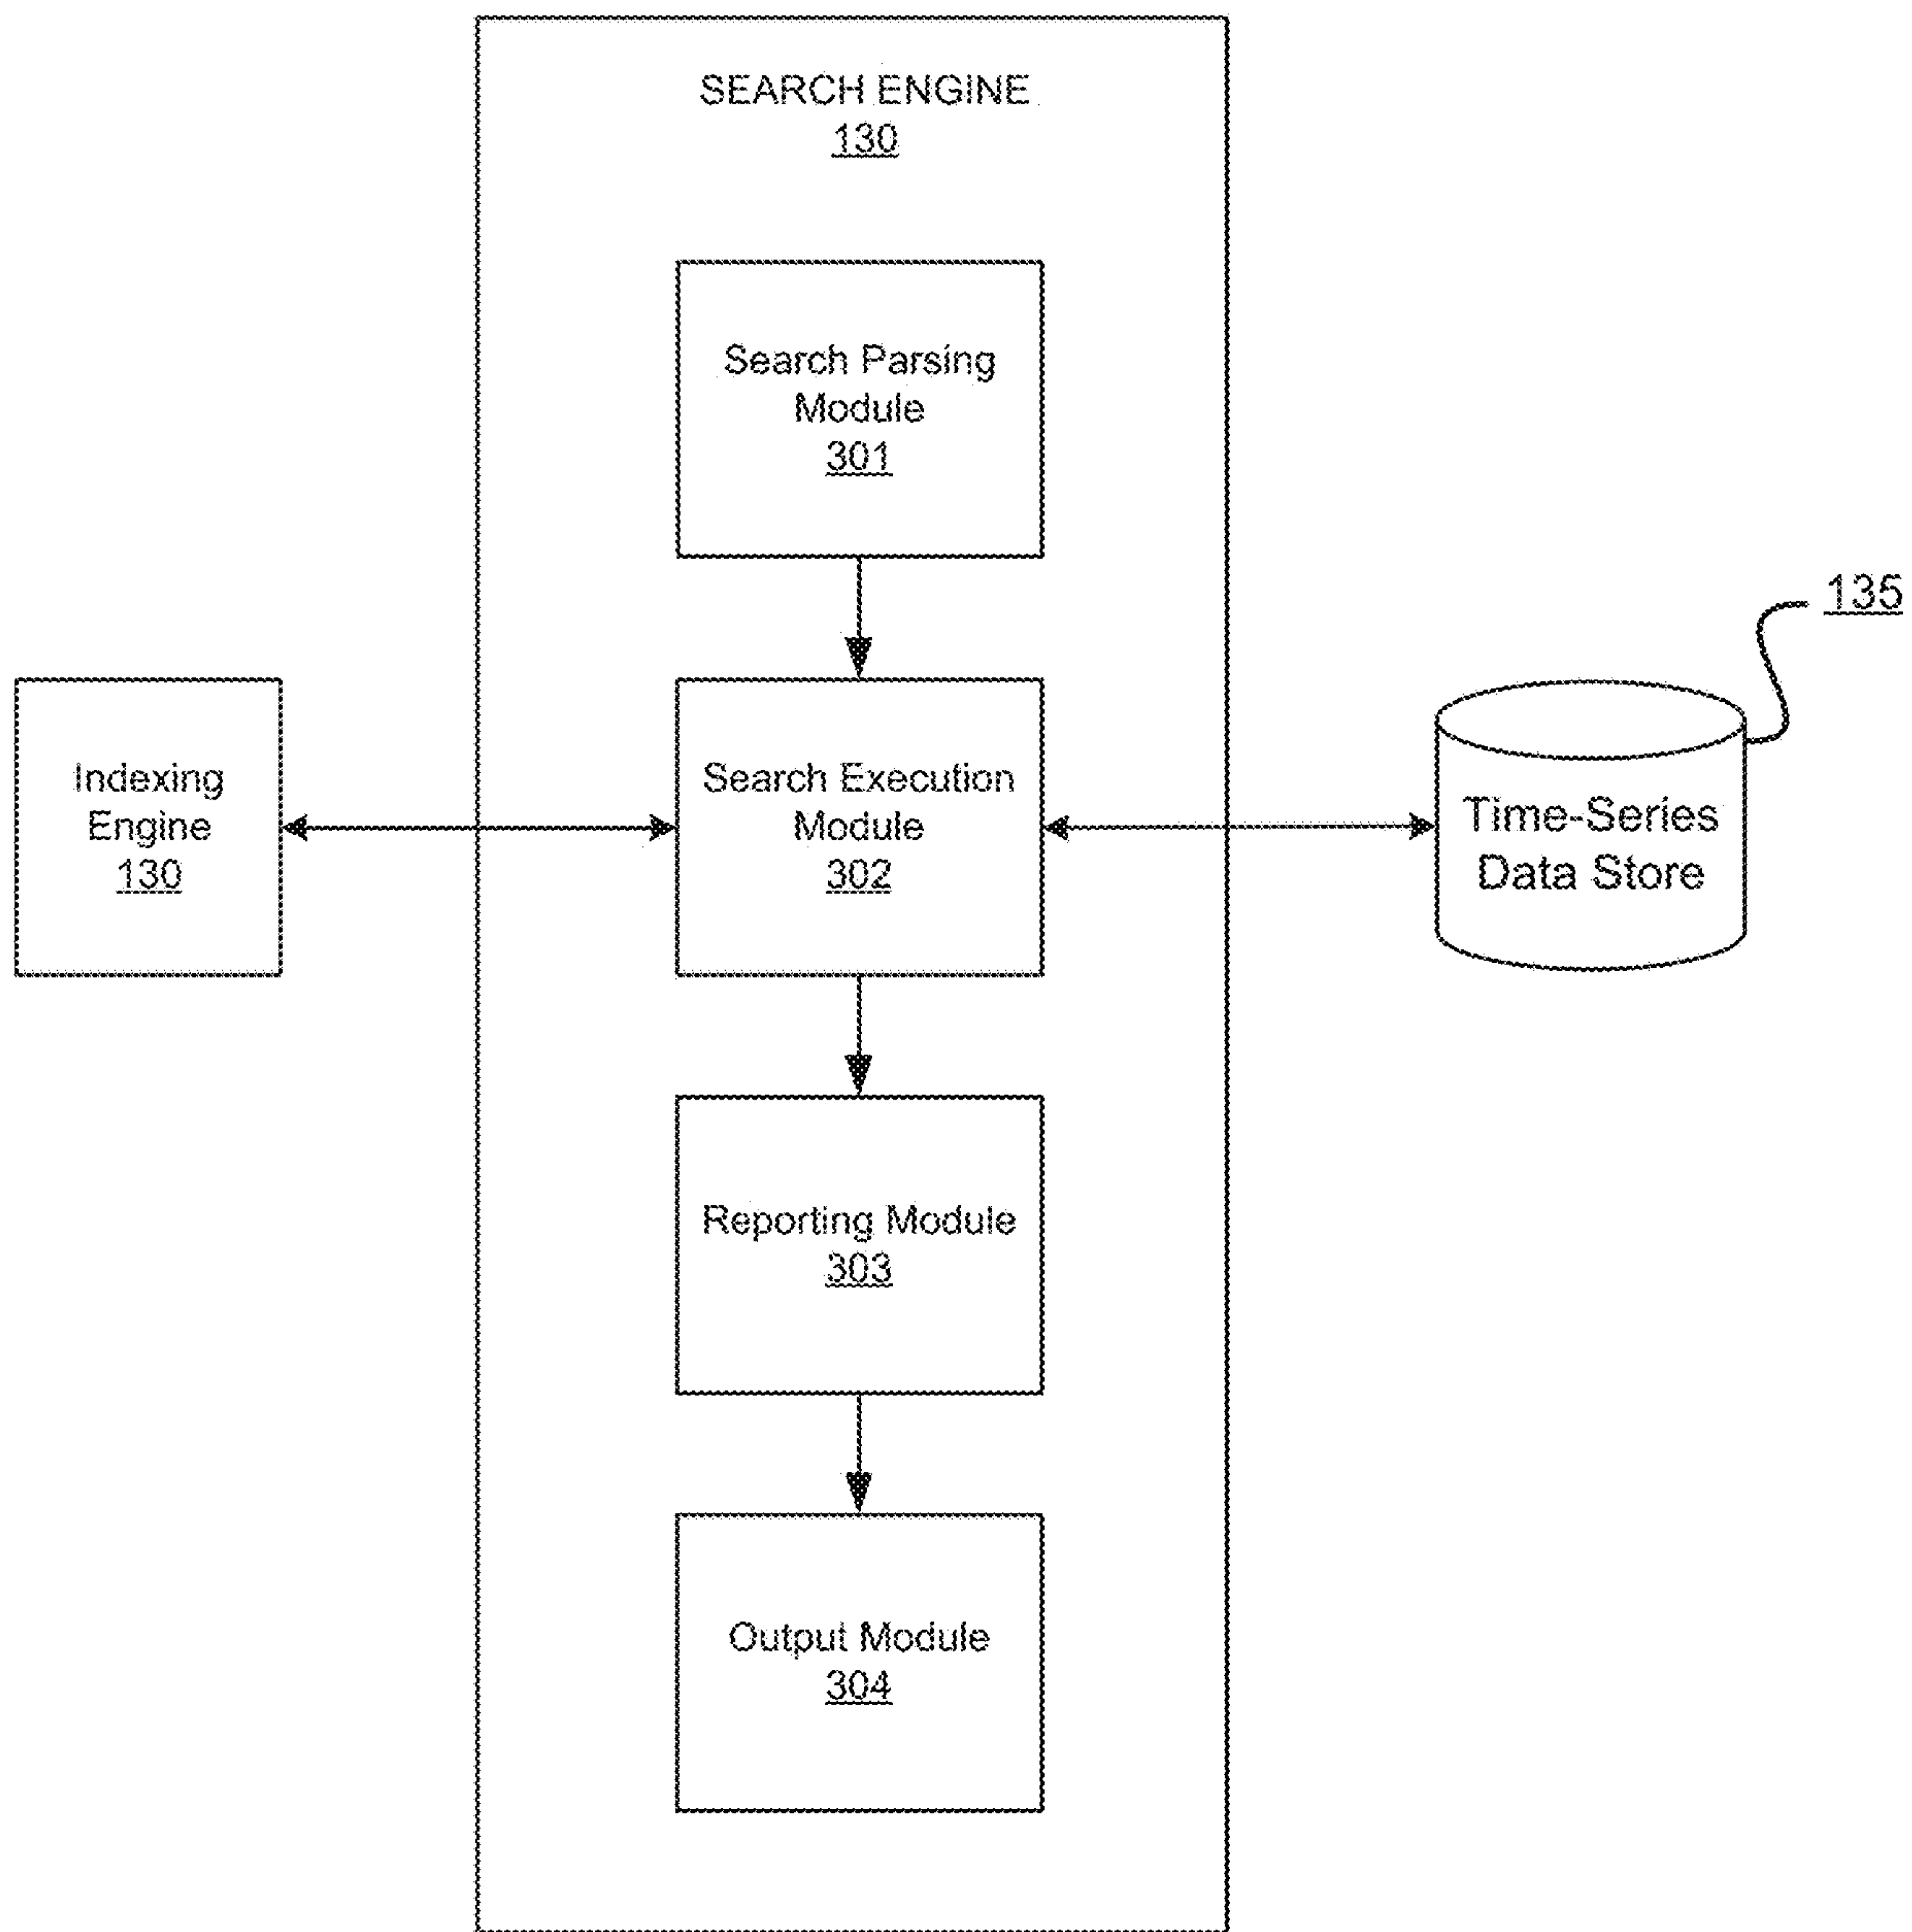 SEARCH ENGINE
130
Search Parsing
Module
301
135
Indexing
Engine
130
Search Execution
Module
302
Time-Series
Data Store
Reporting Module
303
Output Module
304